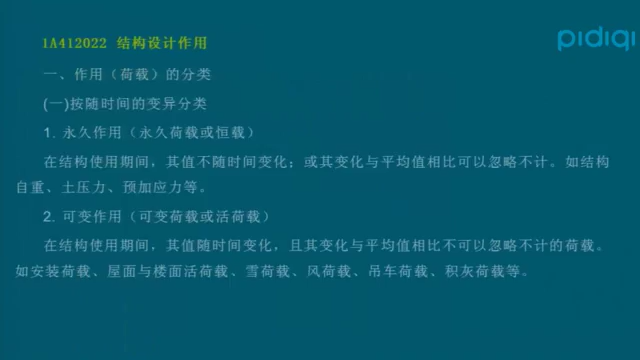 1A412022 结构设计作用
pidiqi
一、作用（荷载）的分类
(一)按随时间的变异分类
1. 永久作用（永久荷载或恒载）
在结构使用期间，其值不随时间变化；或其变化与平均值相比可以忽略不计。如结构
自重、土压力、预加应力等。
2. 可变作用（可变荷载或活荷载）
在结构使用期间，其值随时间变化，且其变化与平均值相比不可以忽略不计的荷载。
如安装荷载、屋面与楼面活荷载、雪荷载、风荷载、吊车荷载、积灰荷载等。